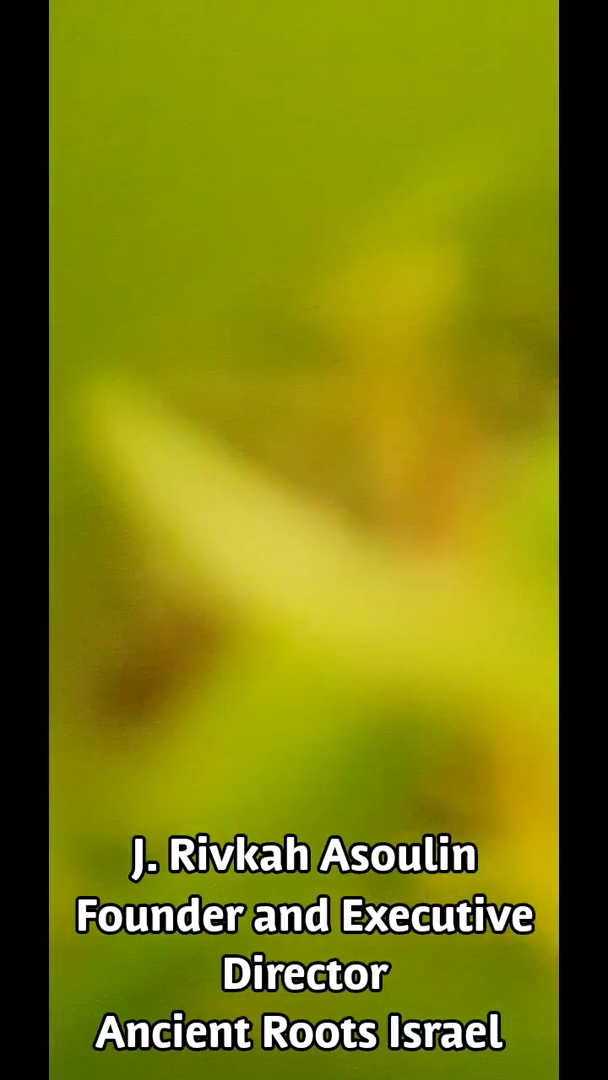 J. Rivkah Asoulin
Founder and Executive
Director
Ancient Roots Israel